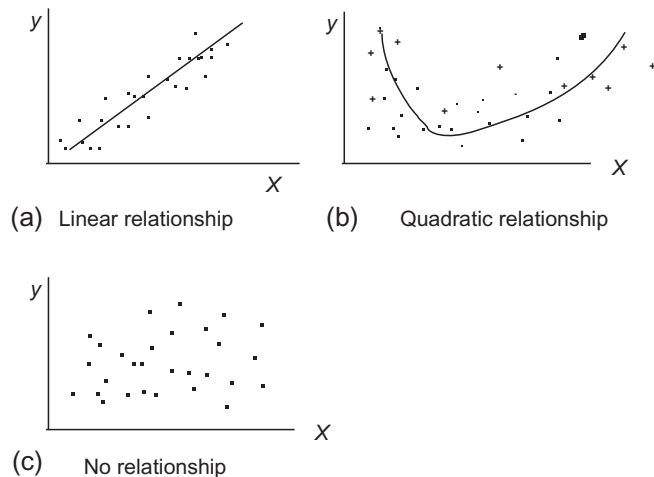 y
X
(a) Linear relationship
y
X
(b) Quadratic relationship
y
X
(c) No relationship